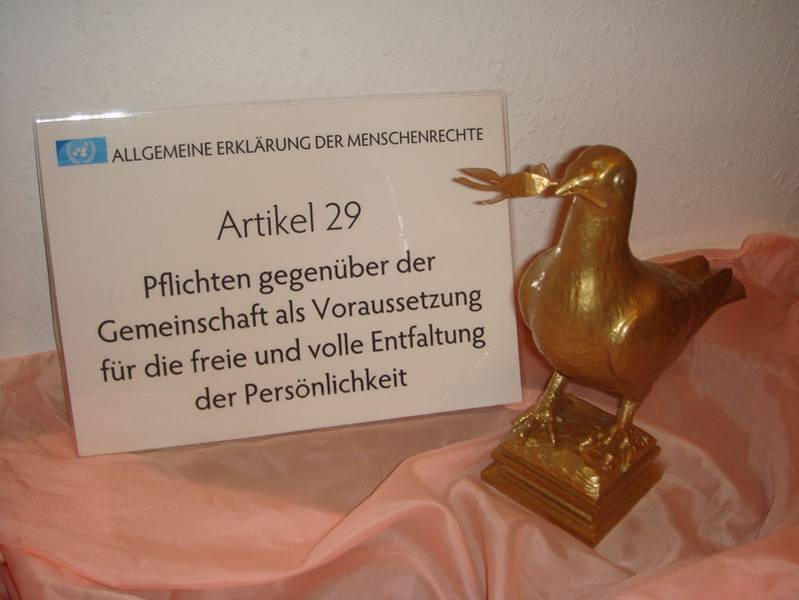 ALLGEMEINE ERKLÄRUNG DER MENSCHENRECHTE
Artikel 29
Pflichten gegenüber der
Gemeinschaft als Voraussetzung
für die freie und volle Entfaltung
der Persönlichkeit